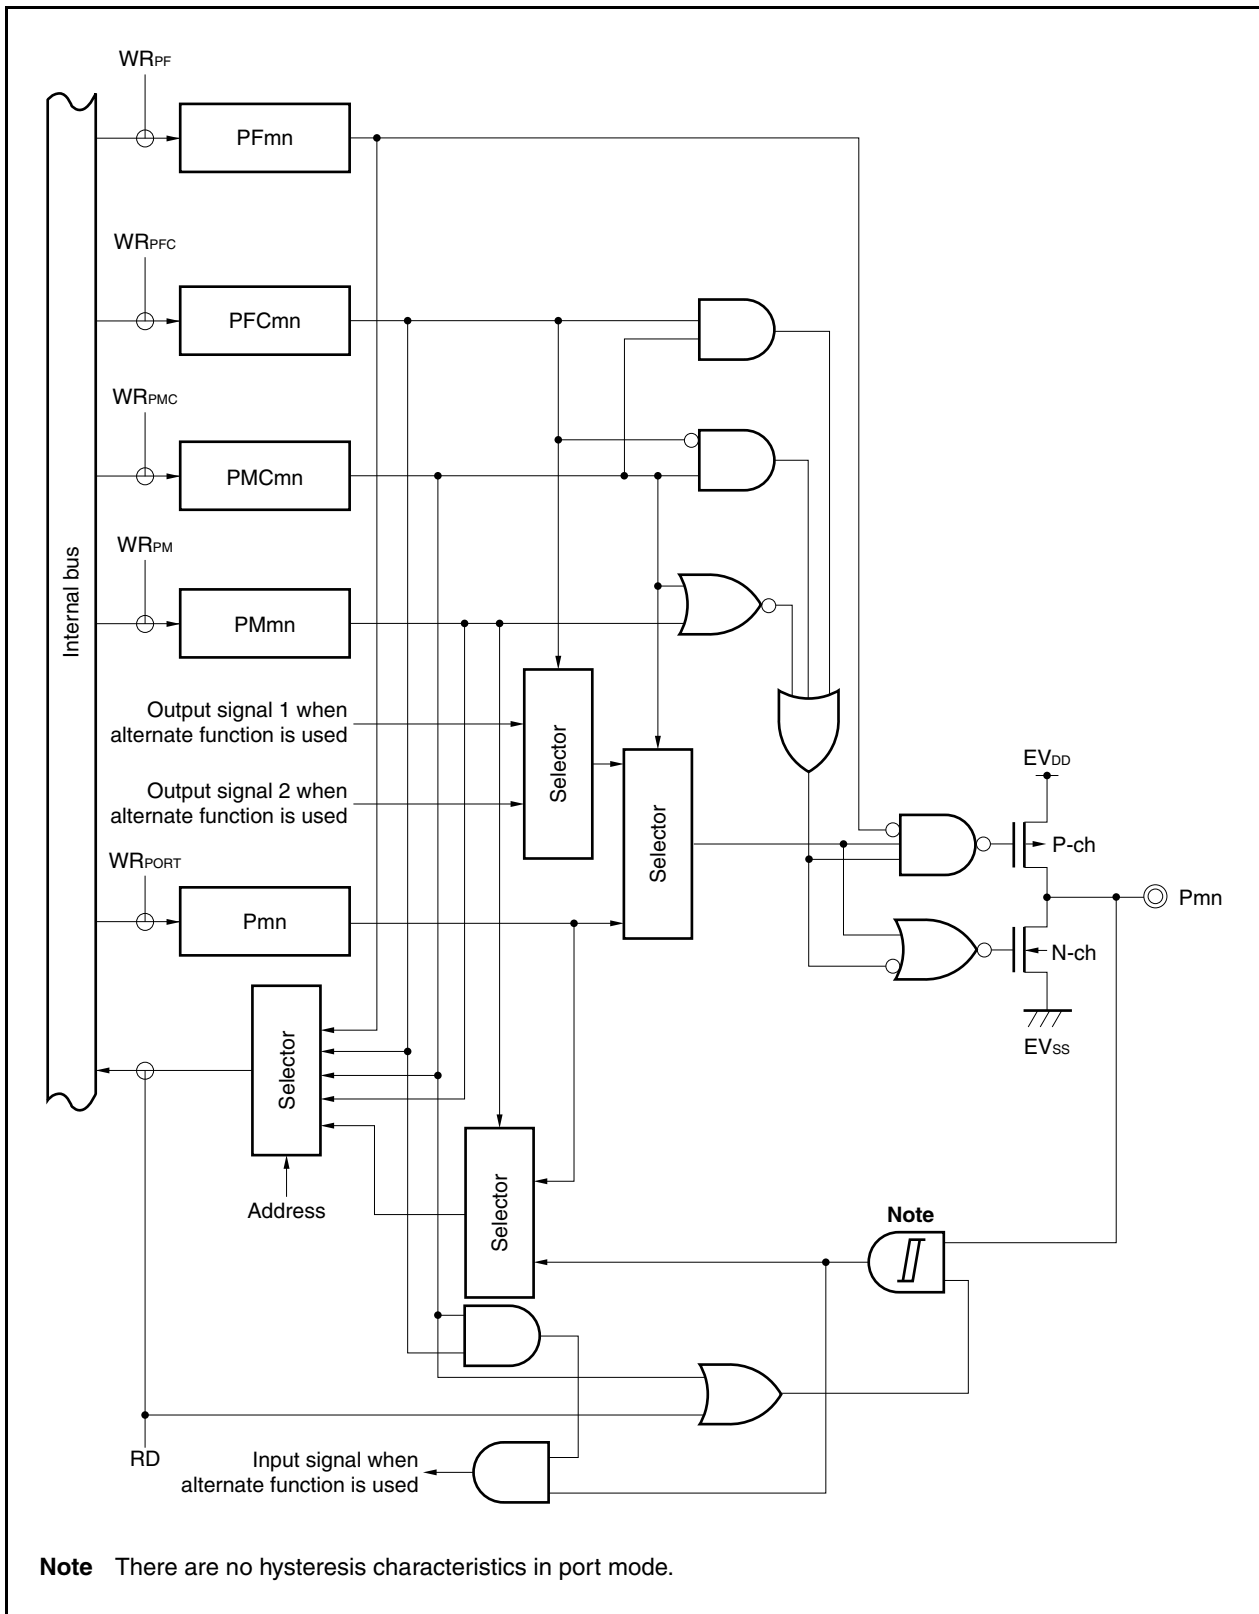 WRPF
PFmn
WRPFC
PFCmn
WRPMC
PMCmn
WRPM
PMmn
Internal bus
Output signal 1 when
alternate function is used
Output signal 2 when
alternate function is used
Selector
Selector
EVDD
P-ch
WRPORT
Pmn
Pmn
N-ch
EVSS
Selector
Address
Selector
Note
RD
Input signal when
alternate function is used
Note There are no hysteresis characteristics in port mode.